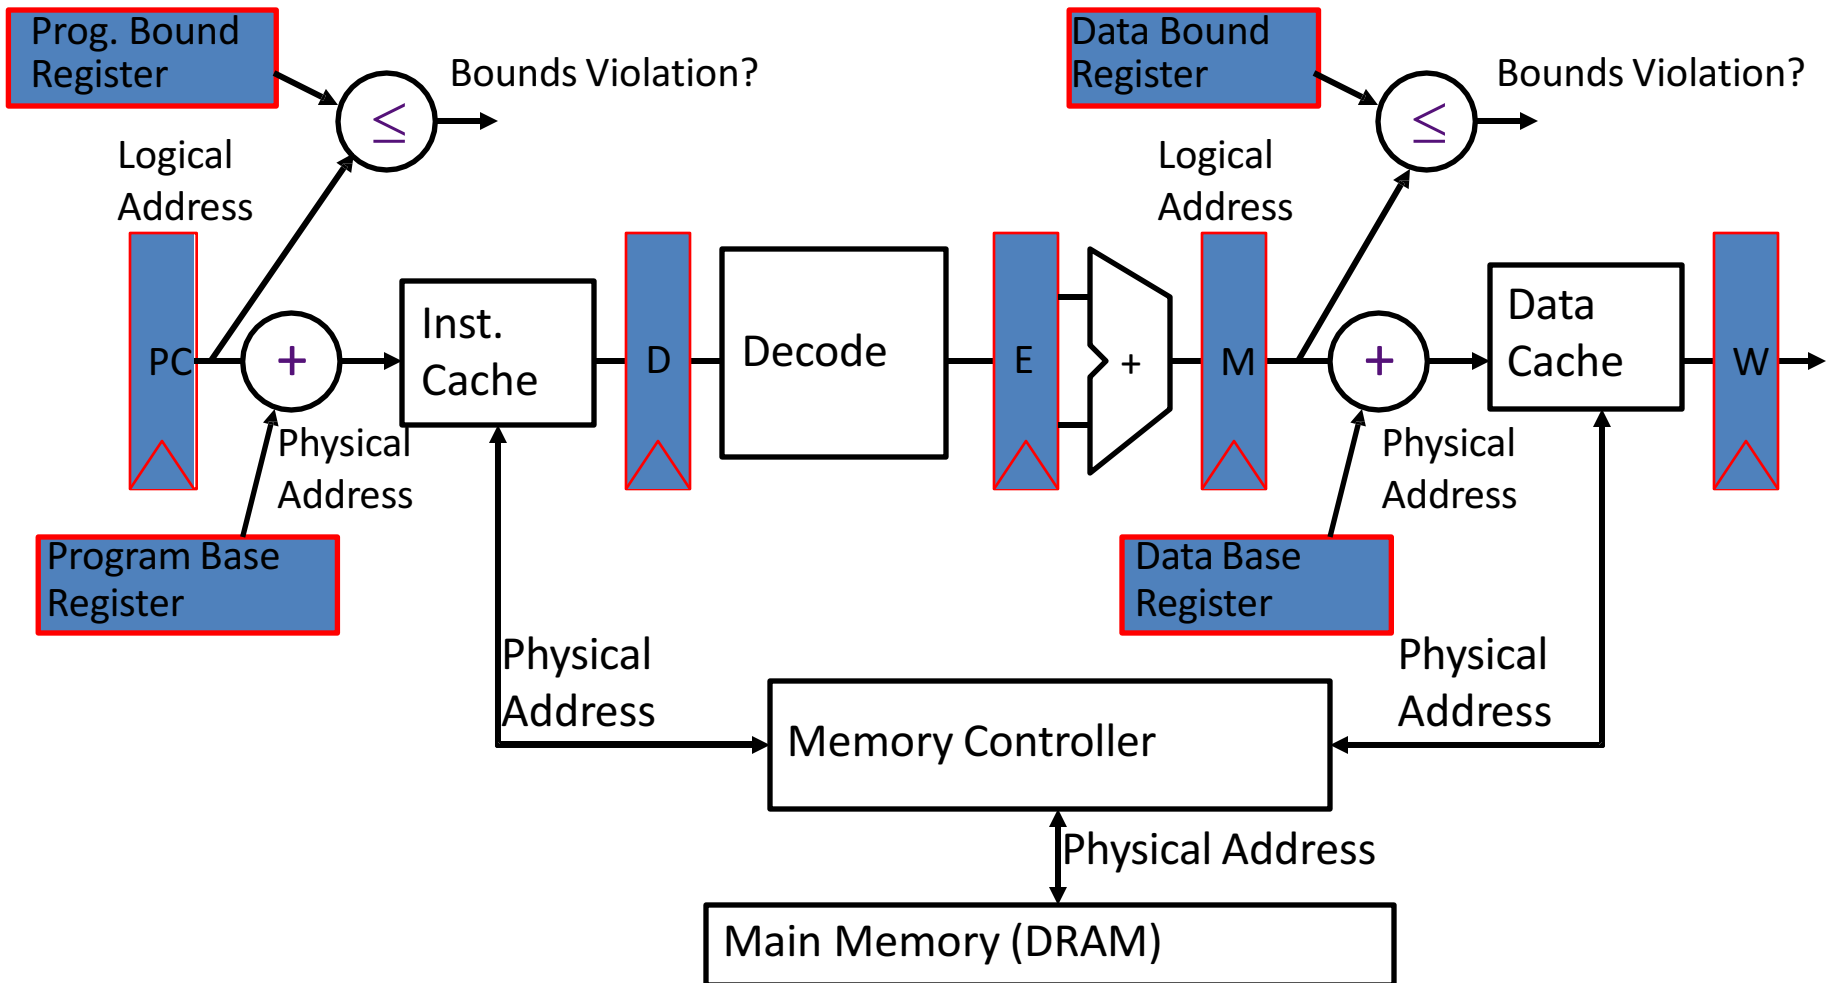 Prog. Bound
Register
Bounds Violation?
≤
Logical
Address
Data Bound
Register
Bounds Violation?
≤
Logical
Address
PC
+
Inst.
Cache
D
Decode
E
+
M
+
Data
Cache
W
Physical
Address
Physical
Address
Program Base
Register
Data Base
Register
Physical
Address
Physical
Address
Memory Controller
Physical Address
Main Memory (DRAM)